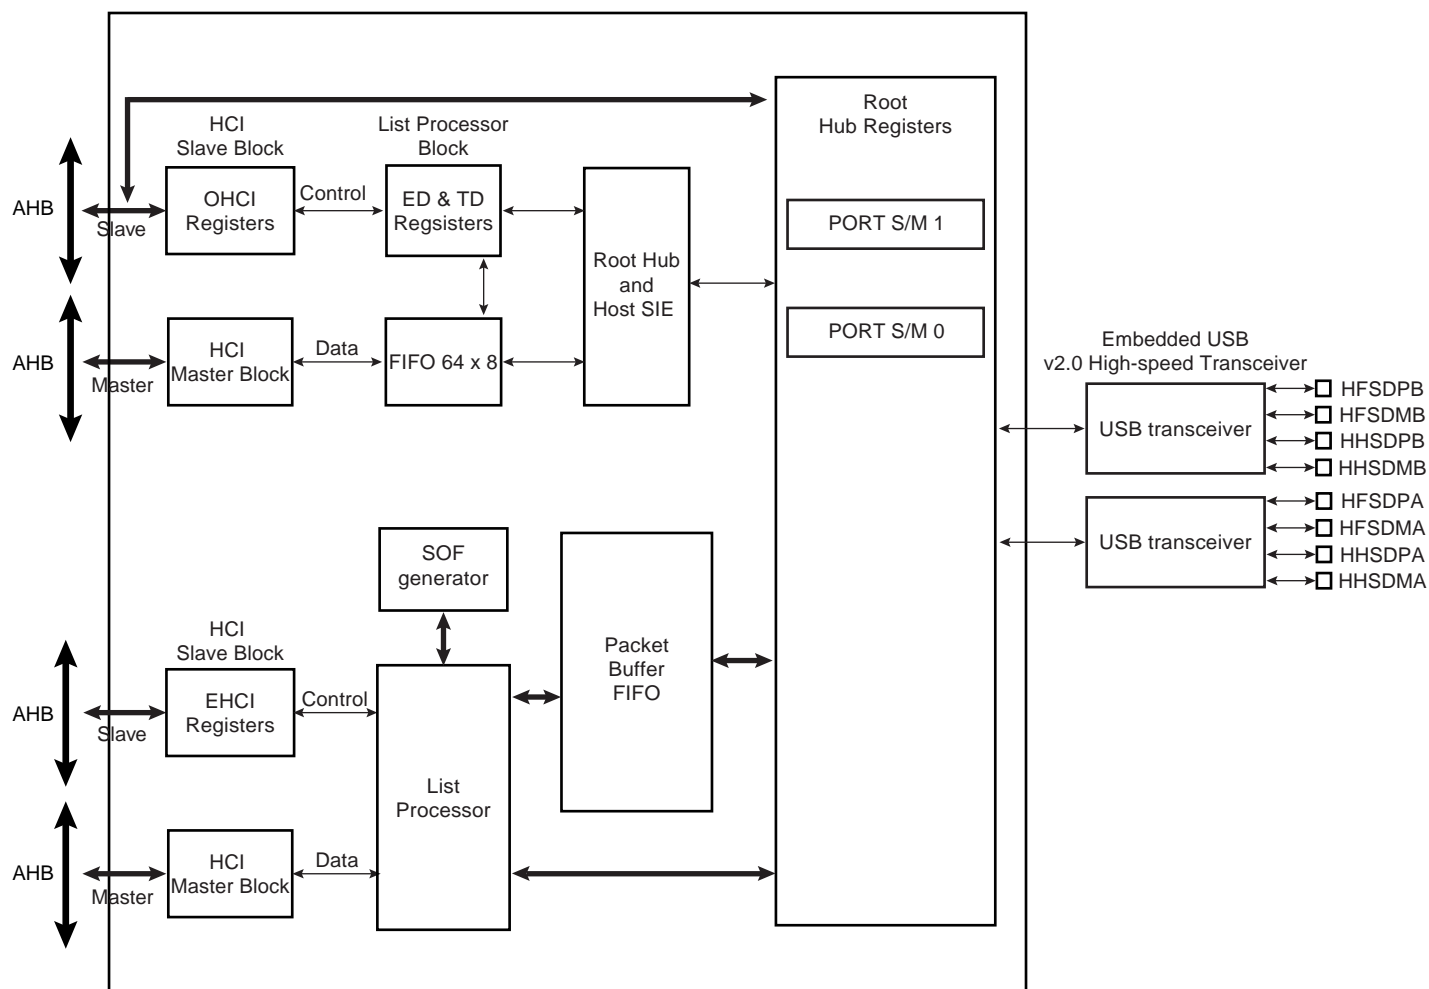 HCI
Slave Block
List Processor
Block
Root
Hub Registers
AHB
Slave
OHCI
Registers
Control
ED & TD
Regsisters
PORT S/M 1
Root Hub
and
Host SIE
PORT S/M 0
AHB
Master
HCI
Master Block
Data
FIFO 64 x 8
Embedded USB
v2.0 High-speed Transceiver
USB transceiver
HFSDPB
HFSDMB
HHSDPB
HHSDMB
USB transceiver
HFSDPA
HFSDMA
HHSDPA
HHSDMA
SOF
generator
HCI
Slave Block
Packet
Buffer
FIFO
AHB
Slave
EHCI
Registers
Control
List
Processor
AHB
Master
HCI
Master Block
Data